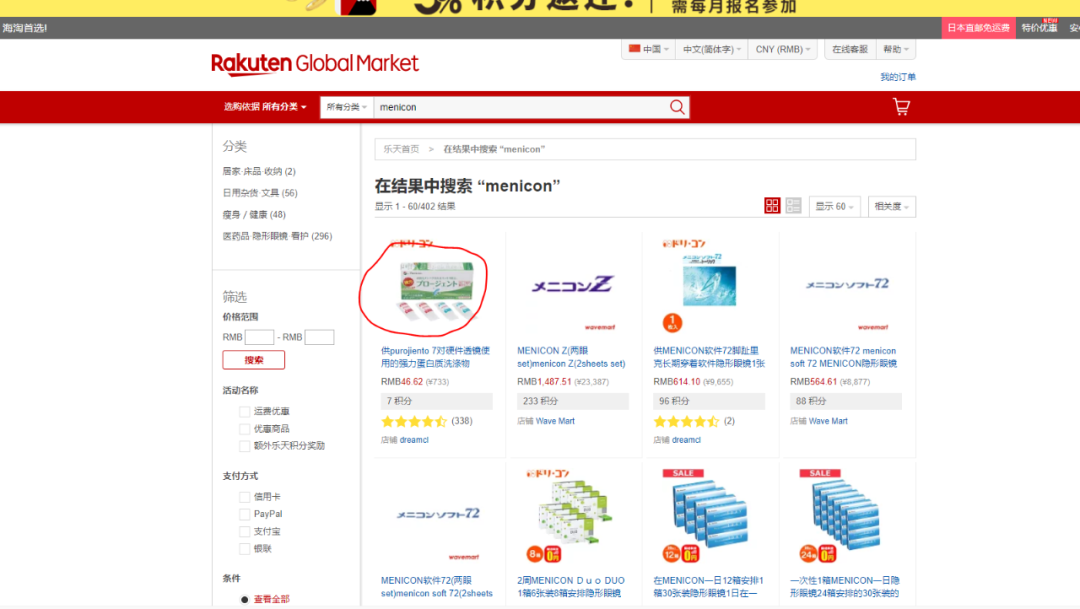 5%积分返还！ | 需每月报名参加
海淘首选!
日本直邮免运费 特价优惠
NEW
中国 中文(简体字) CNY (RMB) 在线客服 帮助
Rakuten Global Market
我的订单
选购依据 所有分类 所有分类 menicon
分类
居家·床品·收纳 (2)
日用杂货·文具 (56)
瘦身 / 健康 (48)
医药品·隐形眼镜·看护 (296)
筛选
价格范围
RMB - RMB
搜索
活动名称
运费优惠
优惠商品
额外乐天积分奖励
支付方式
信用卡
PayPal
支付宝
银联
条件
查看全部
乐天首页 > 在结果中搜索 “menicon”
在结果中搜索 “menicon”
显示 1 - 60/402 结果
显示 60 相关度
ドリ・コン
プロージェント
供purojiento 7对硬件透镜使
用的强力蛋白质洗涤物
RMB46.62 (¥733)
7 积分
(338)
店铺 dreamcl
メニコンZ
wavemart
MENICON Z(两眼
set)menicon Z(2sheets set)
RMB1,487.51 (¥23,387)
233 积分
店铺 Wave Mart
ドリ・コン
メニコンソフト72
1
枚入
供MENICON软件72脚趾里
克长期穿着软件隐形眼镜1张
RMB614.10 (¥9,655)
96 积分
(2)
店铺 dreamcl
メニコンソフト72
wavemart
MENICON软件72 menicon
soft 72 MENICON隐形眼镜
RMB564.61 (¥8,877)
88 积分
店铺 Wave Mart
メニコンソフト72
wavemart
MENICON软件72(两眼
set)menicon soft 72(2sheets
ドリ・コン
8箱 0円
2周MENICON Ｄｕｏ DUO
1箱6张装8箱安排隐形眼镜
SALE
12箱 0円
在MENICON一日12箱安排1
箱30张装隐形眼镜1日在一
SALE
24箱 0円
一次性1箱MENICON一日隐
形眼镜24箱安排的30张装的